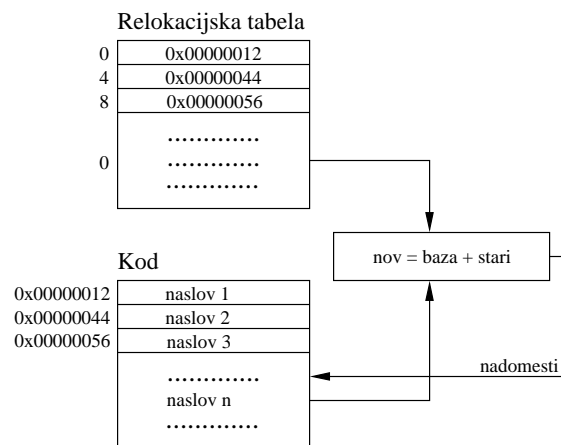 Relokacijska tabela
0 0x00000012
4 0x00000044
8 0x00000056
.............
0 .............
.............
nov = baza + stari
Kod
0x00000012 naslov 1
0x00000044 naslov 2
0x00000056 naslov 3
nadomesti
.............
naslov n
.............